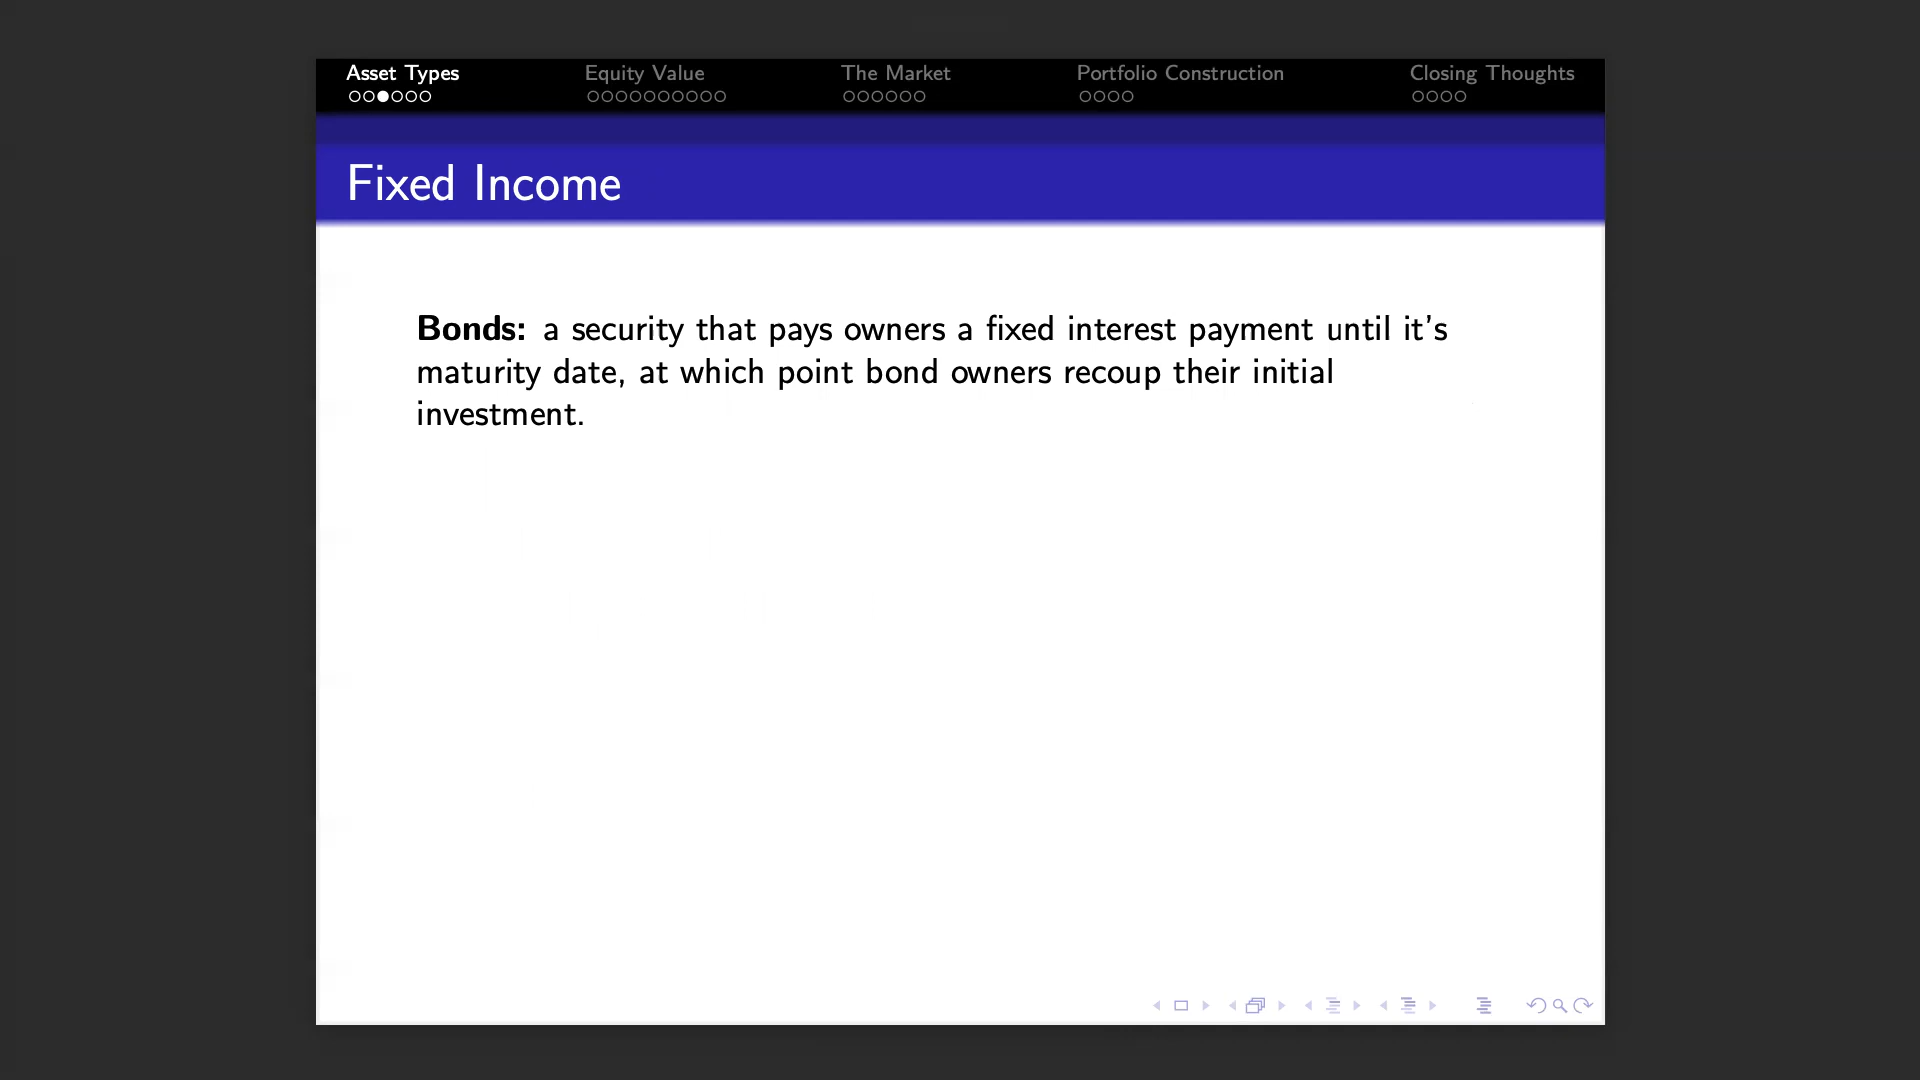 Asset Types
Equity Value
The Market
Portfolio Construction
Closing Thoughts
Fixed Income
Bonds: a security that pays owners a fixed interest payment until it's
maturity date, at which point bond owners recoup their initial
investment.